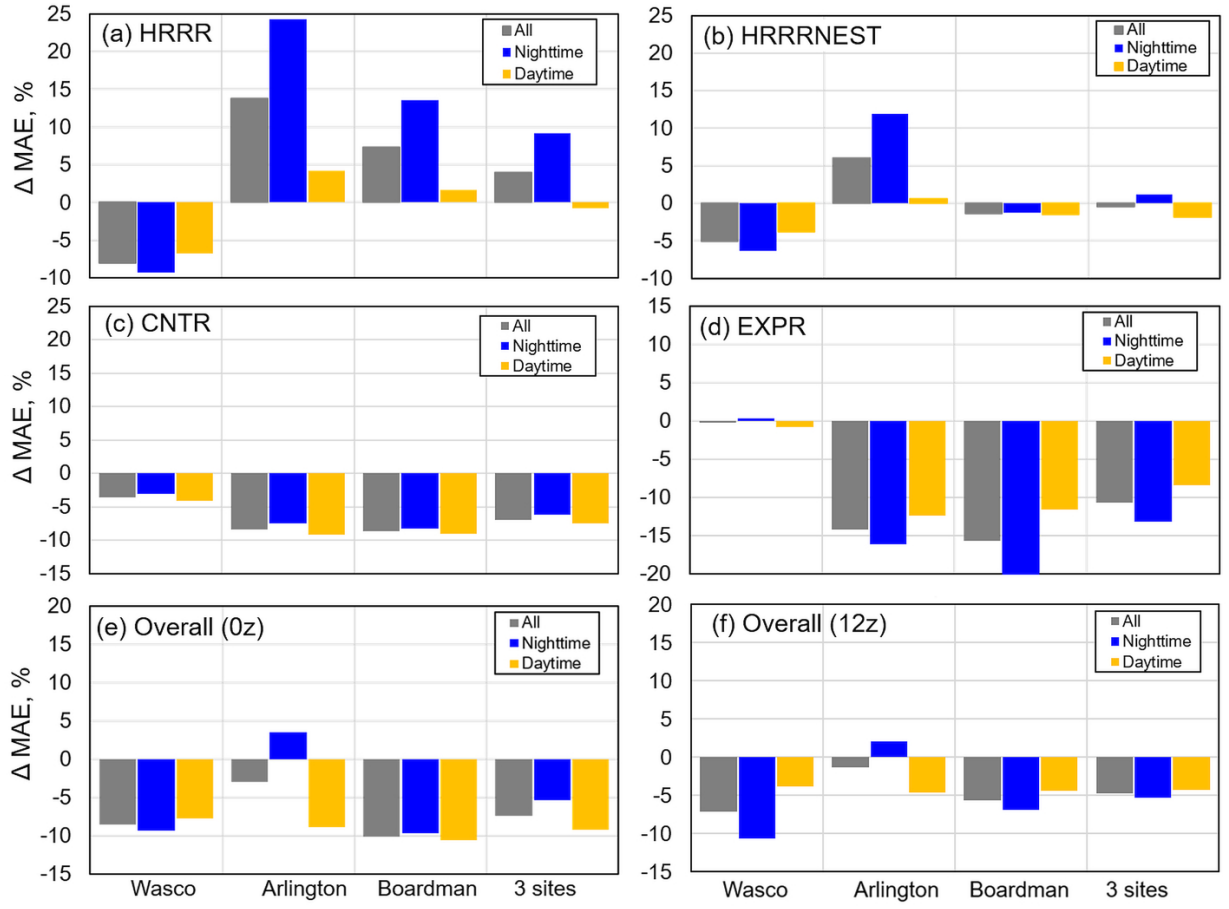 (a) HRRR
All
Nighttime
Daytime
25
20
15
10
5
0
-5
-10
Δ MAE, %
(b) HRRRNEST
All
Nighttime
Daytime
25
20
15
10
5
0
-5
-10
(c) CNTR
All
Nighttime
Daytime
25
20
15
10
5
0
-5
-10
-15
Δ MAE, %
(d) EXPR
All
Nighttime
Daytime
15
10
5
0
-5
-10
-15
-20
(e) Overall (0z)
All
Nighttime
Daytime
20
15
10
5
0
-5
-10
-15
Δ MAE, %
Wasco Arlington Boardman 3 sites
(f) Overall (12z)
All
Nighttime
Daytime
20
15
10
5
0
-5
-10
-15
Wasco Arlington Boardman 3 sites